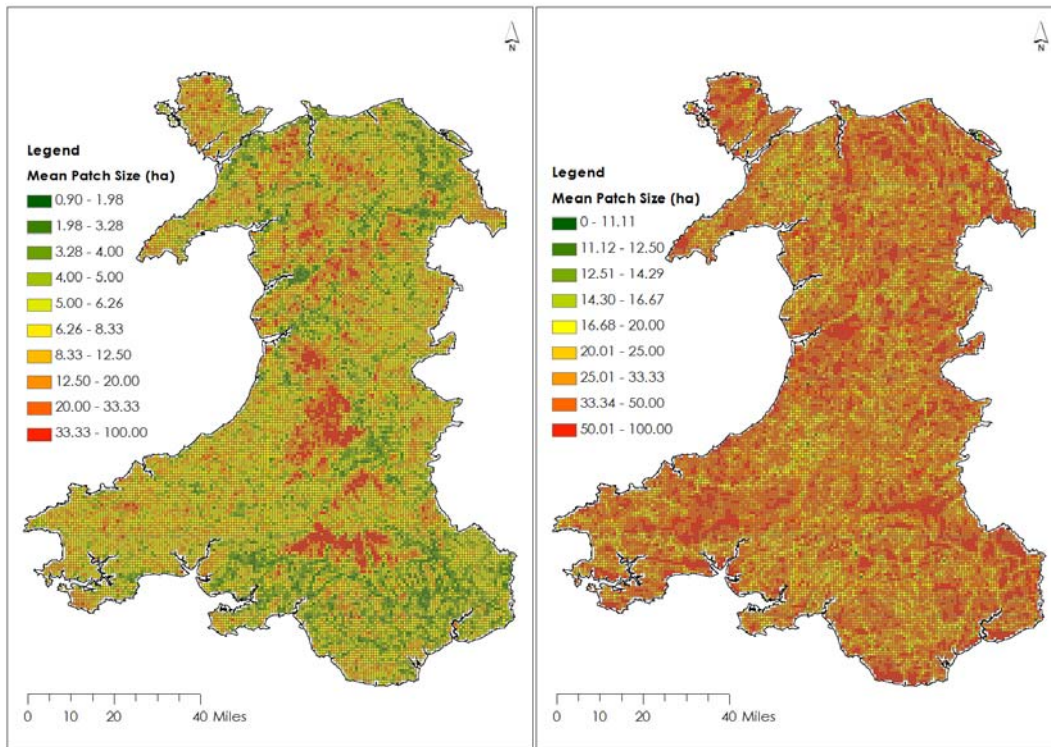 N
Legend
Mean Patch Size (ha)
0.90 - 1.98
1.98 - 3.28
3.28 - 4.00
4.00 - 5.00
5.00 - 6.26
6.26 - 8.33
8.33 - 12.50
12.50 - 20.00
20.00 - 33.33
33.33 - 100.00
0 10 20 40 Miles
N
Legend
Mean Patch Size (ha)
0 - 11.11
11.12 - 12.50
12.51 - 14.29
14.30 - 16.67
16.68 - 20.00
20.01 - 25.00
25.01 - 33.33
33.34 - 50.00
50.01 - 100.00
0 10 20 40 Miles